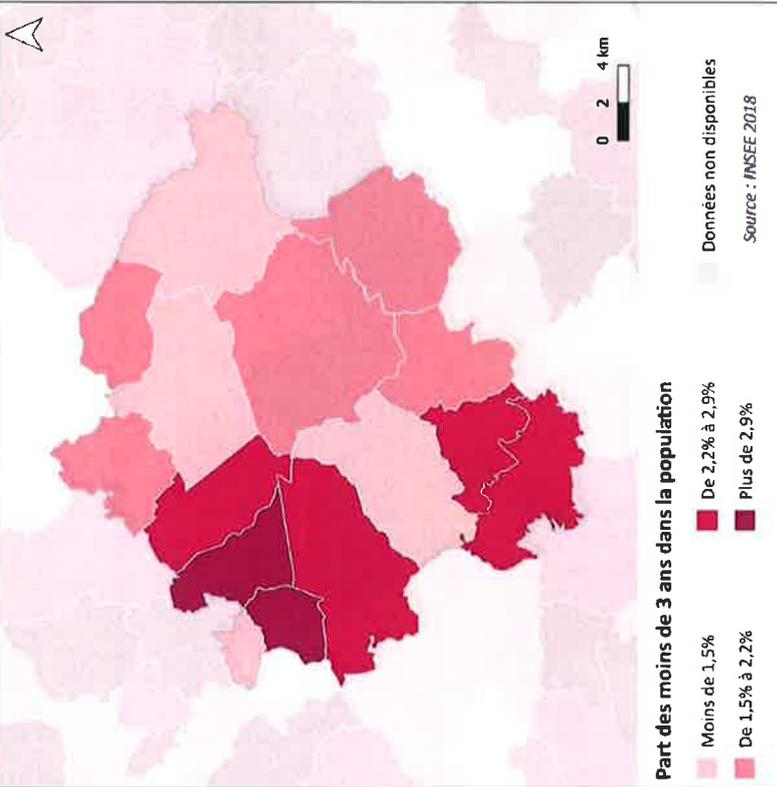 0 2 4 km
Part des moins de 3 ans dans la population
Moins de 1,5%
De 1,5% à 2,2%
De 2,2% à 2,9%
Plus de 2,9%
Données non disponibles
Source : INSEE 2018